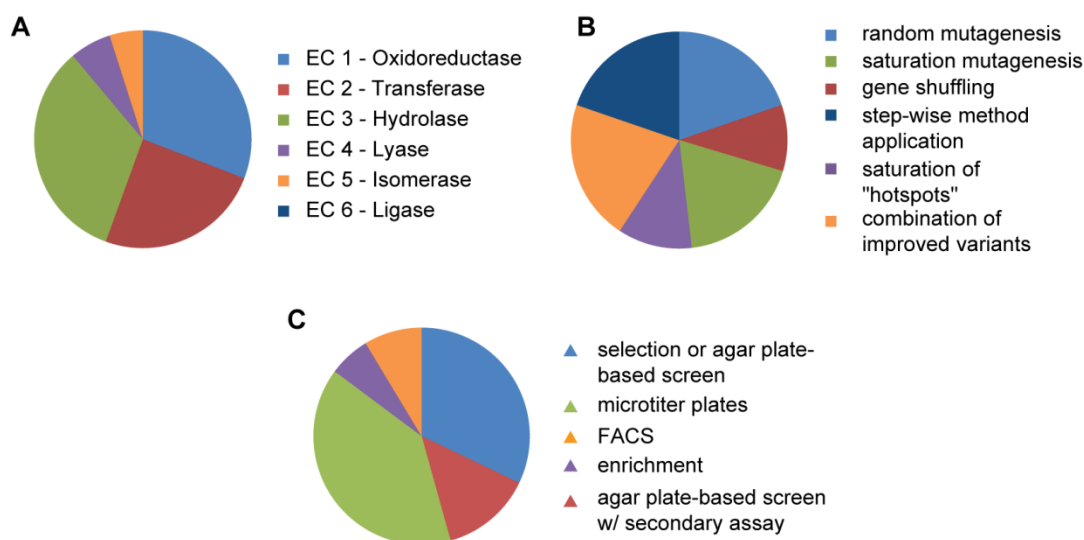 A
EC 1 - Oxidoreductase
EC 2 - Transferase
EC 3 - Hydrolase
EC 4 - Lyase
EC 5 - Isomerase
EC 6 - Ligase
B
random mutagenesis
saturation mutagenesis
gene shuffling
step-wise method
application
saturation of
"hotspots"
combination of
improved variants
C
selection or agar plate-
based screen
microtiter plates
FACS
enrichment
agar plate-based screen
w/ secondary assay